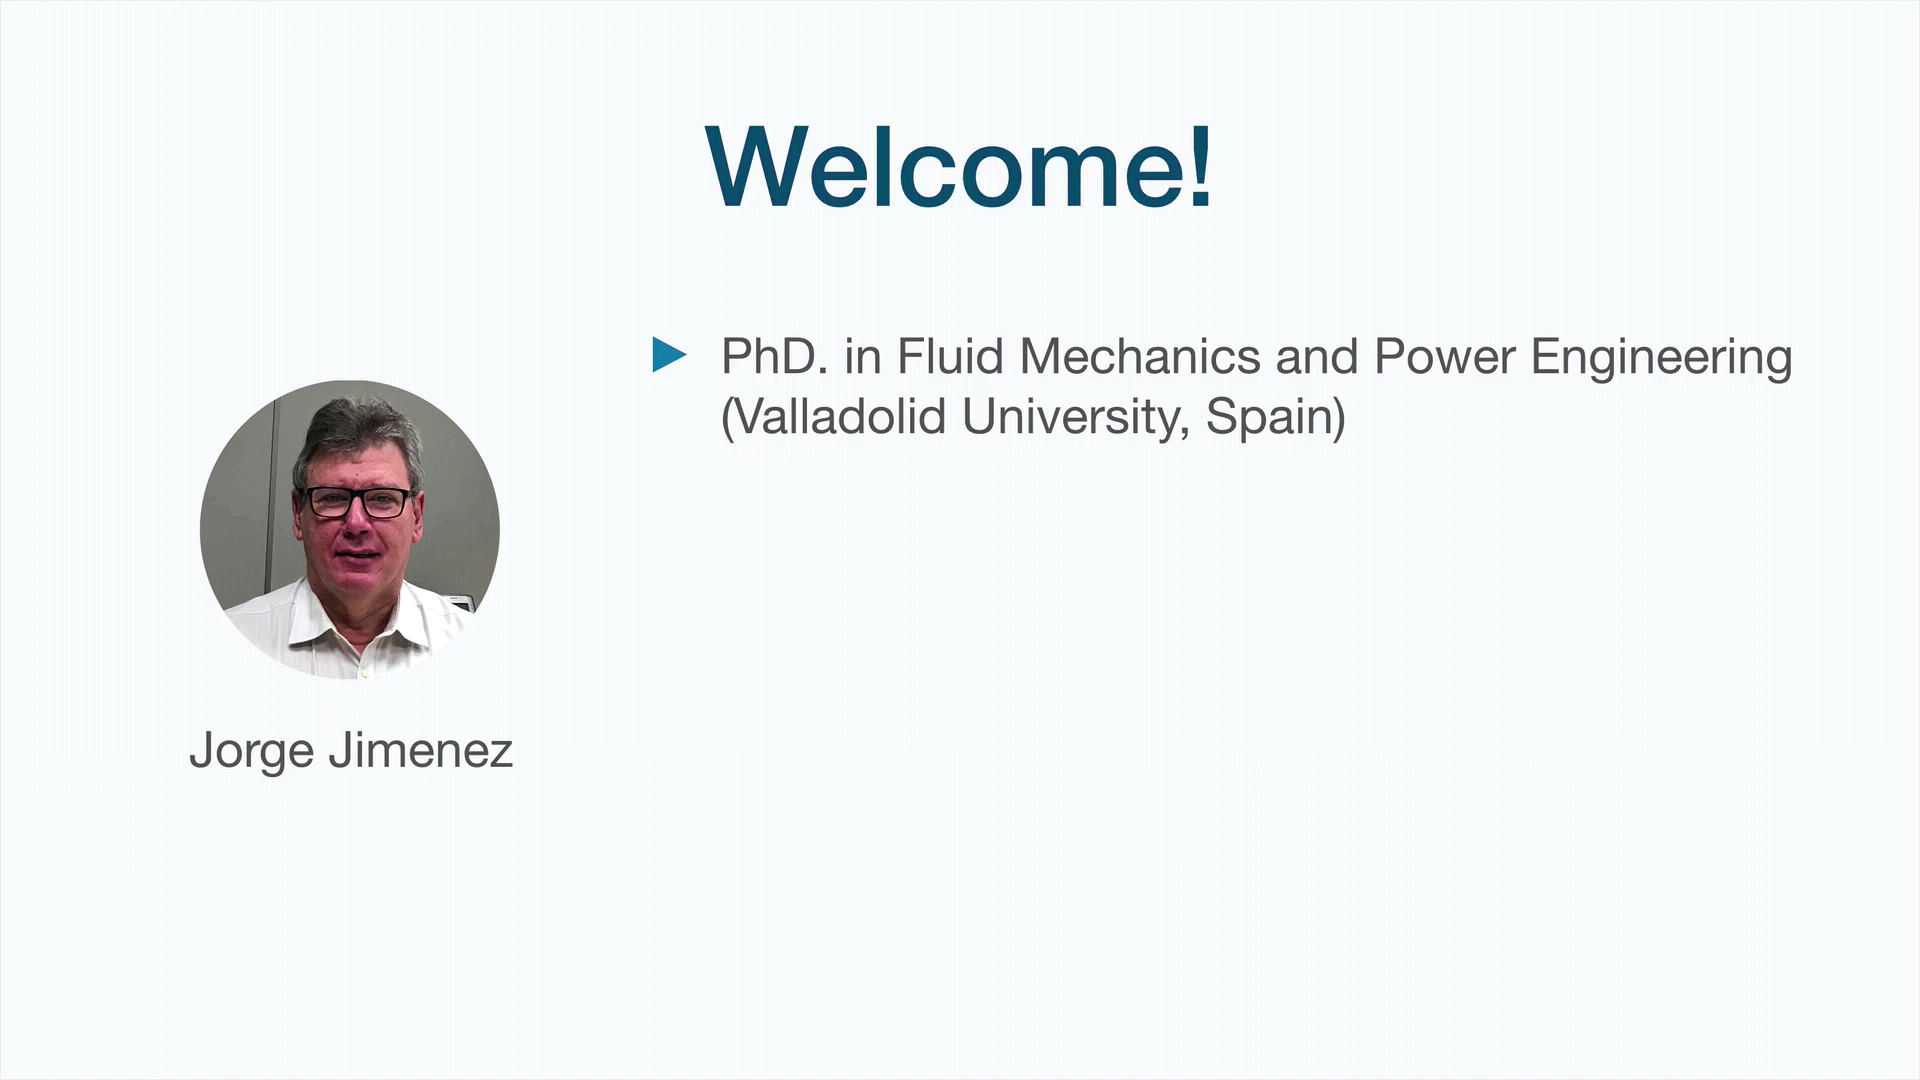 Welcome!
PhD. in Fluid Mechanics and Power Engineering
(Valladolid University, Spain)
Jorge Jimenez